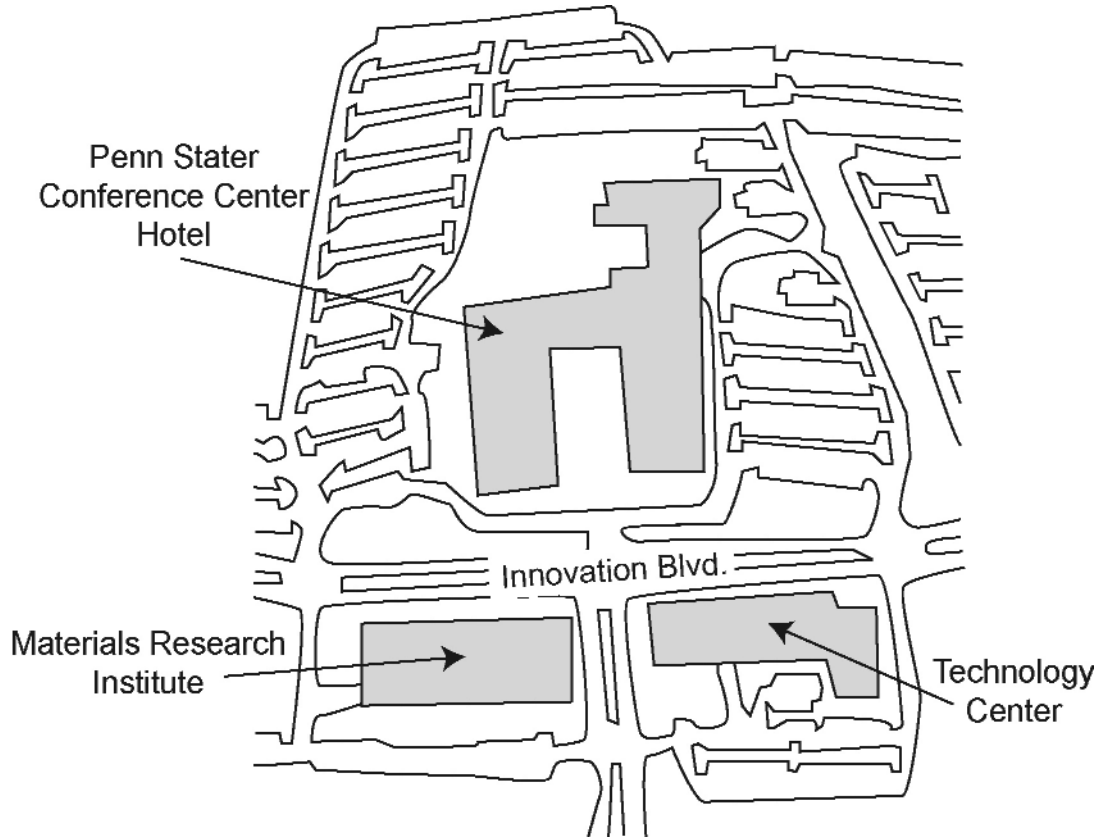 Penn Stater
Conference Center
Hotel
Innovation Blvd.
Materials Research
Institute
Technology
Center